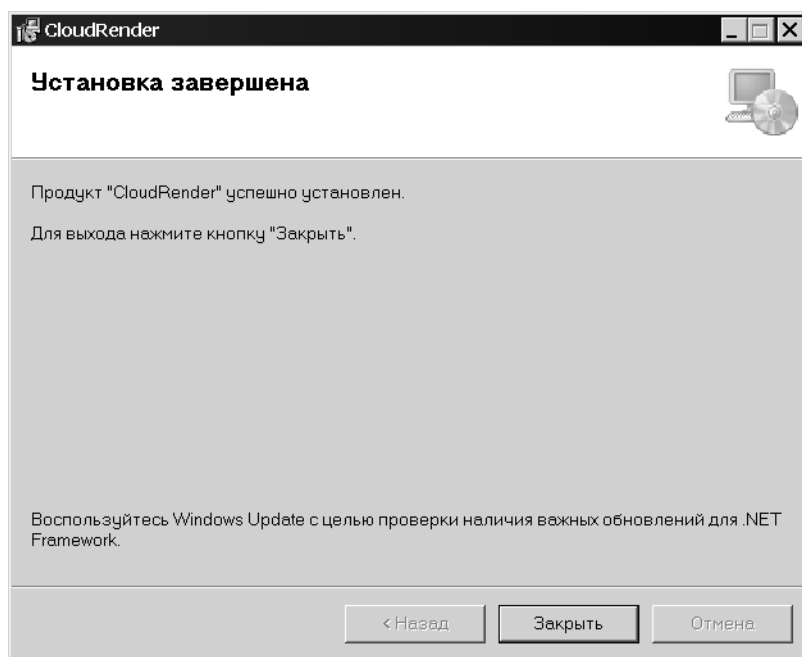 CloudRender
Установка завершена
Продукт "CloudRender" успешно установлен.
Для выхода нажмите кнопку "Закрыть".
Воспользуйтесь Windows Update с целью проверки наличия важных обновлений для .NET
Framework.
< Назад
Закрыть
Отмена